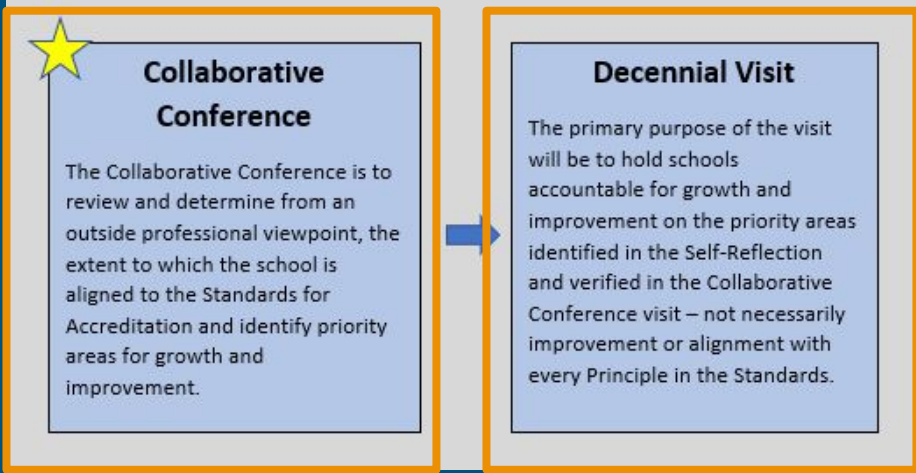 Collaborative
Conference
The Collaborative Conference is to
review and determine from an
outside professional viewpoint, the
extent to which the school is
aligned to the Standards for
Accreditation and identify priority
areas for growth and
improvement.
Decennial Visit
The primary purpose of the visit
will be to hold schools
accountable for growth and
improvement on the priority areas
identified in the Self-Reflection
and verified in the Collaborative
Conference visit – not necessarily
improvement or alignment with
every Principle in the Standards.